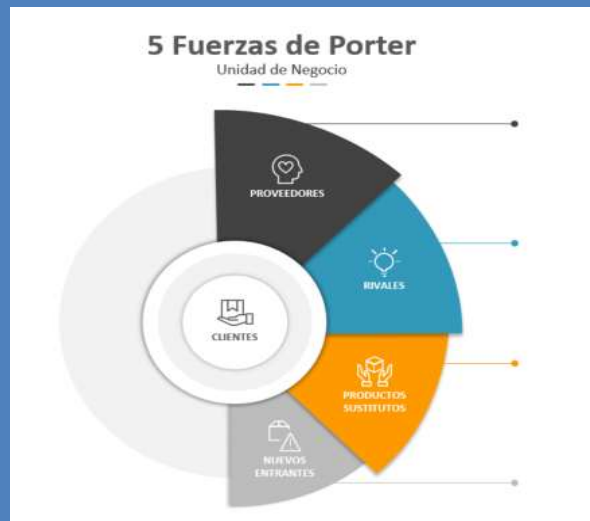 5 Fuerzas de Porter
Unidad de Negocio
PROVEEDORES
RIVALES
CLIENTES
PRODUCTOS
SUSTITUTOS
NUEVOS
ENTRANTES